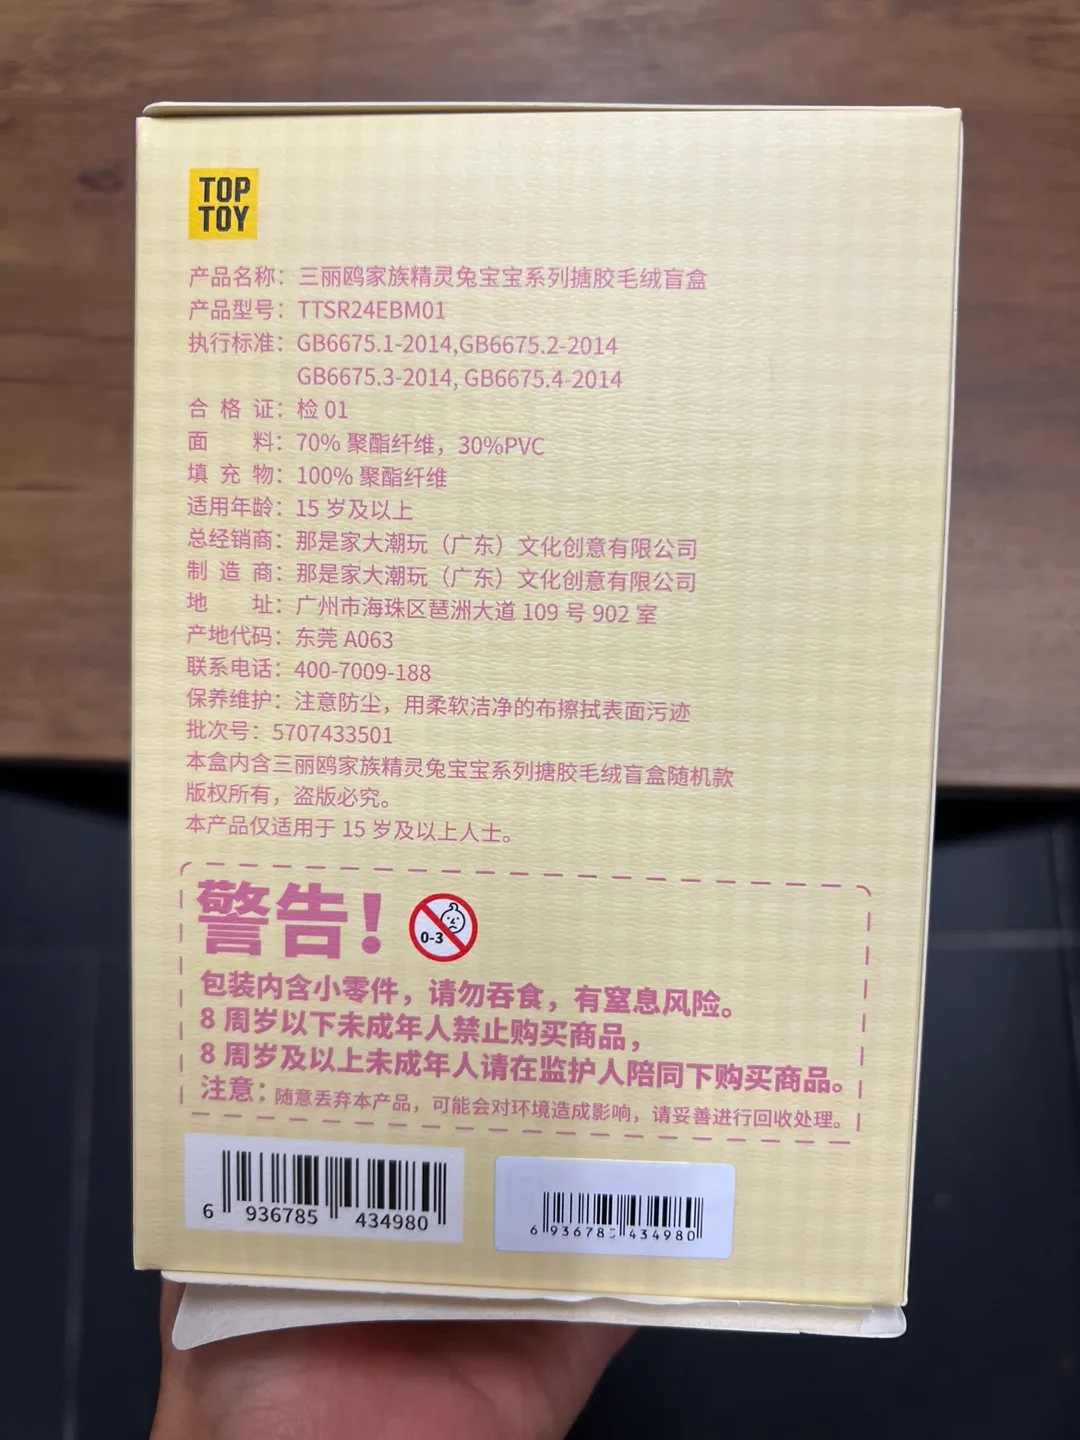 TOP
TOY
产品名称：三丽鸥家族精灵兔宝宝系列搪胶毛绒盲盒
产品型号：TTSR24EBM01
执行标准：GB6675.1-2014,GB6675.2-2014
GB6675.3-2014, GB6675.4-2014
合格证：检 01
面料：70% 聚酯纤维，30%PVC
填充物：100% 聚酯纤维
适用年龄：15 岁及以上
总经销商：那是家大潮玩（广东）文化创意有限公司
制造商：那是家大潮玩（广东）文化创意有限公司
地址：广州市海珠区琶洲大道 109 号 902 室
产地代码：东莞 A063
联系电话：400-7009-188
保养维护：注意防尘，用柔软洁净的布擦拭表面污迹
批次号：5707433501
本盒内含三丽鸥家族精灵兔宝宝系列搪胶毛绒盲盒随机款
版权所有，盗版必究。
本产品仅适用于 15 岁及以上人士。
警告！
0-3
包装内含小零件，请勿吞食，有窒息风险。
8 周岁以下未成年人禁止购买商品，
8 周岁及以上未成年人请在监护人陪同下购买商品。
注意：随意丢弃本产品，可能会对环境造成影响，请妥善进行回收处理。
6 936785 434980
6 936785 434980